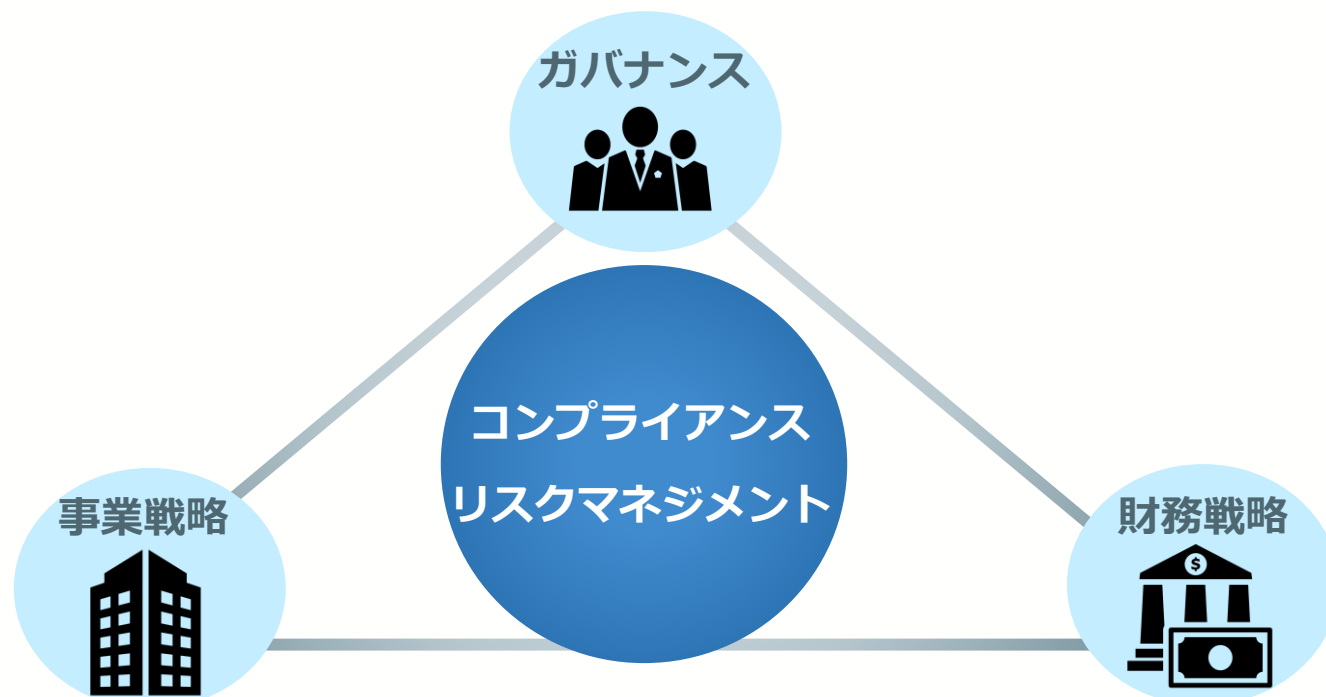 ガバナンス
コンプライアンス
リスクマネジメント
事業戦略
財務戦略
$